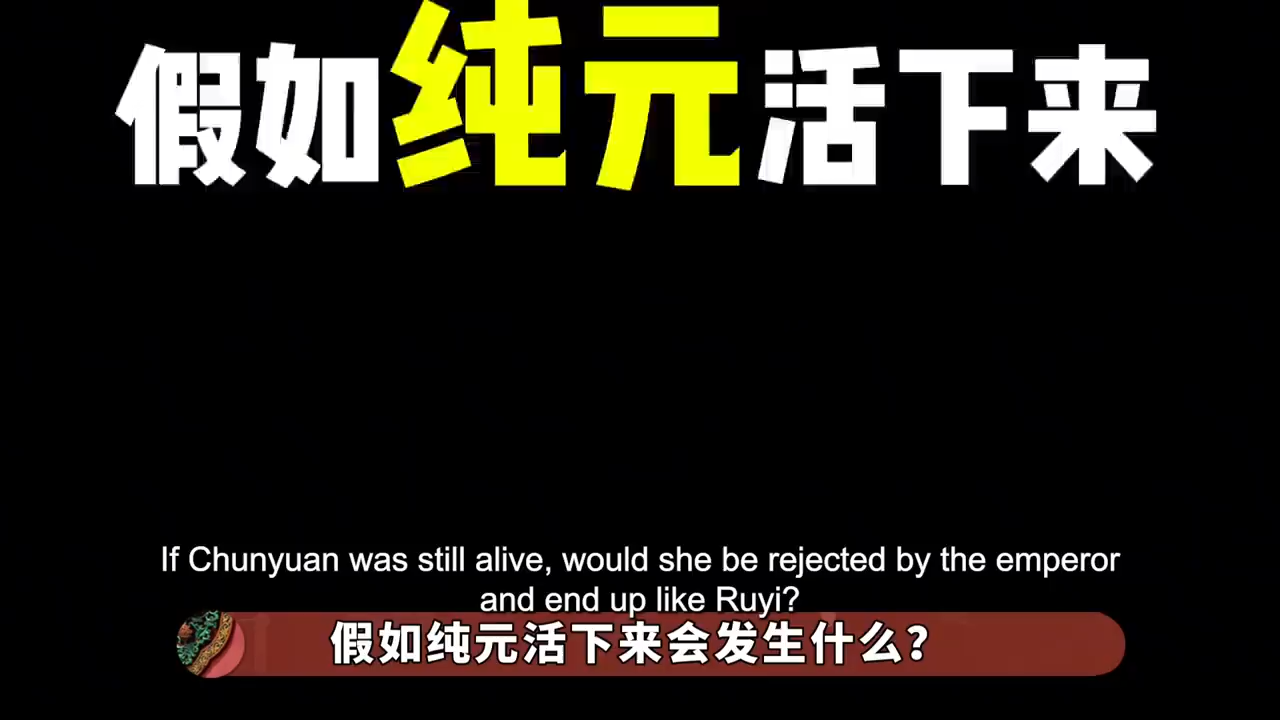 假如纯元活下来
If Chunyuan was still alive, would she be rejected by the emperor
and end up like Ruyi?
假如纯元活下来会发生什么?